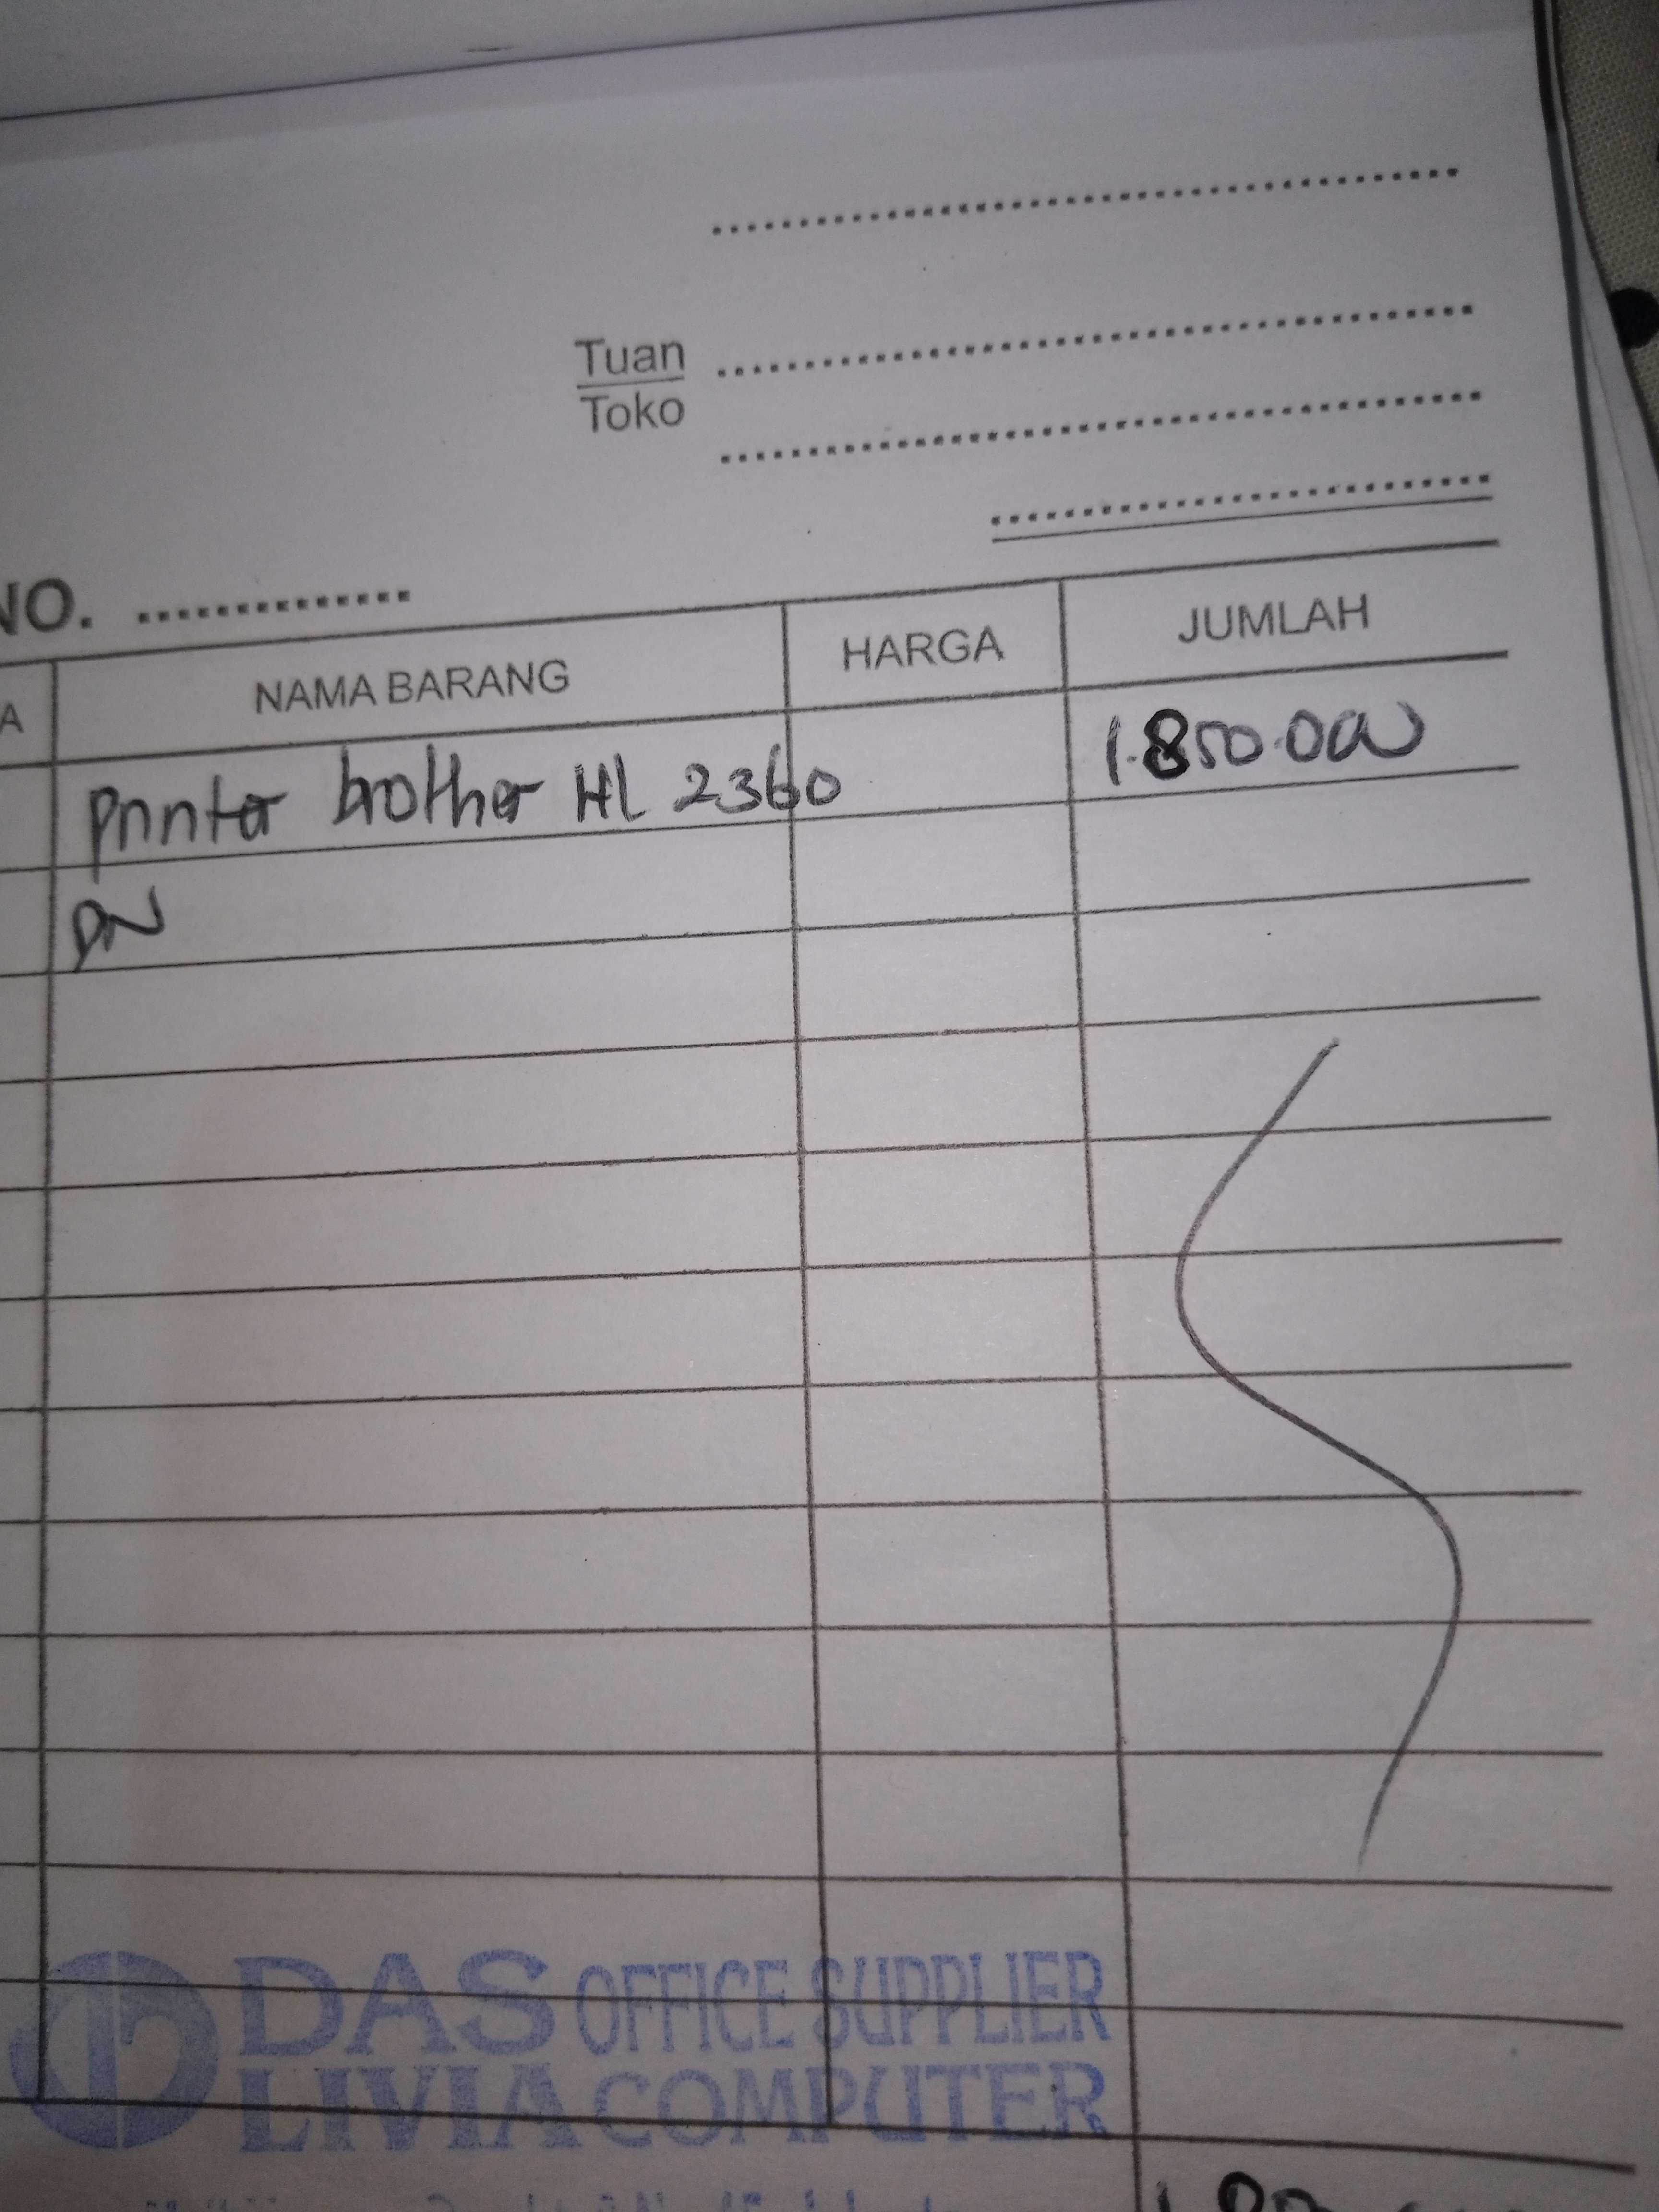 Tuan
Toko
NO. ..............
NAMA BARANG HARGA JUMLAH
Printer brother HL 2360 1.850.000
DN
DAS OFFICE SUPPLIER
LIVIA COMPUTER